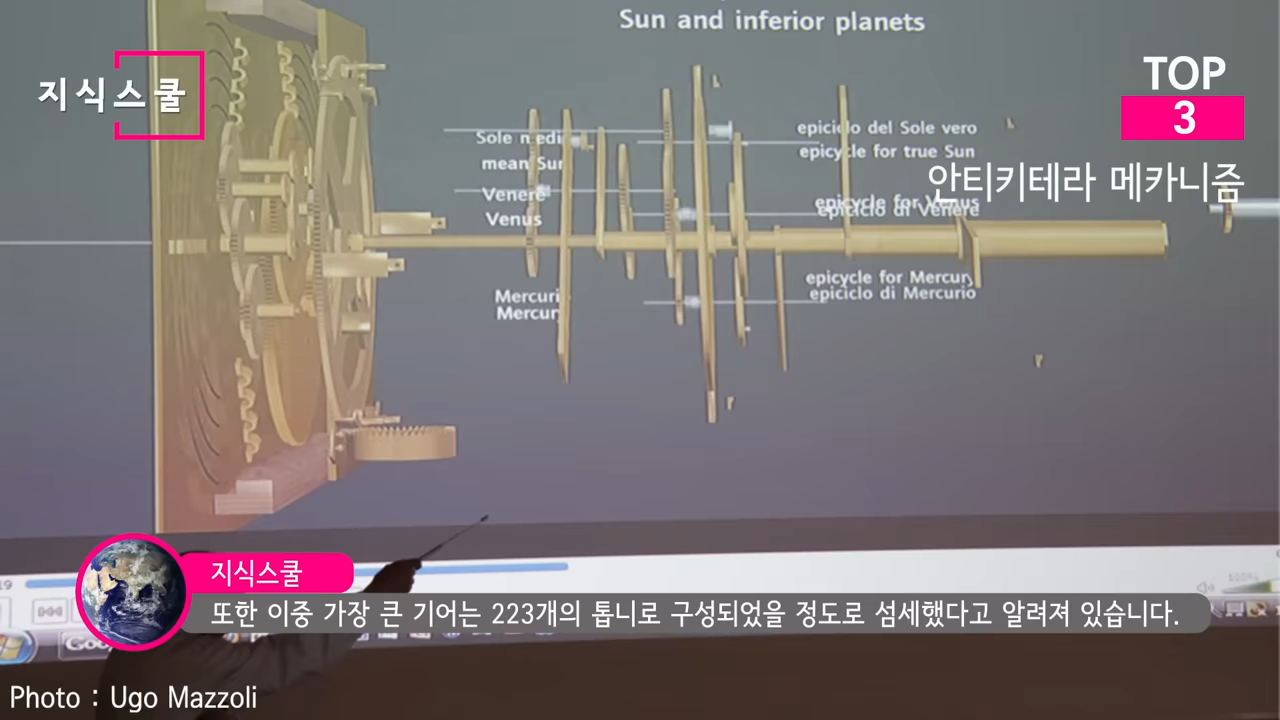 Sun and inferior planets
지식스쿨
TOP
3
안티키테라 메카니즘
Sole medi
mean Sun
Venere
Venus
Mercuri
Mercur
epiciclo del Sole vero
epicycle for true Sun
epicycle for Venus
epiciclo di Venere
epicycle for Mercury
epiciclo di Mercurio
지식스쿨
또한 이중 가장 큰 기어는 223개의 톱니로 구성되었을 정도로 섬세했다고 알려져 있습니다.
Photo : Ugo Mazzoli